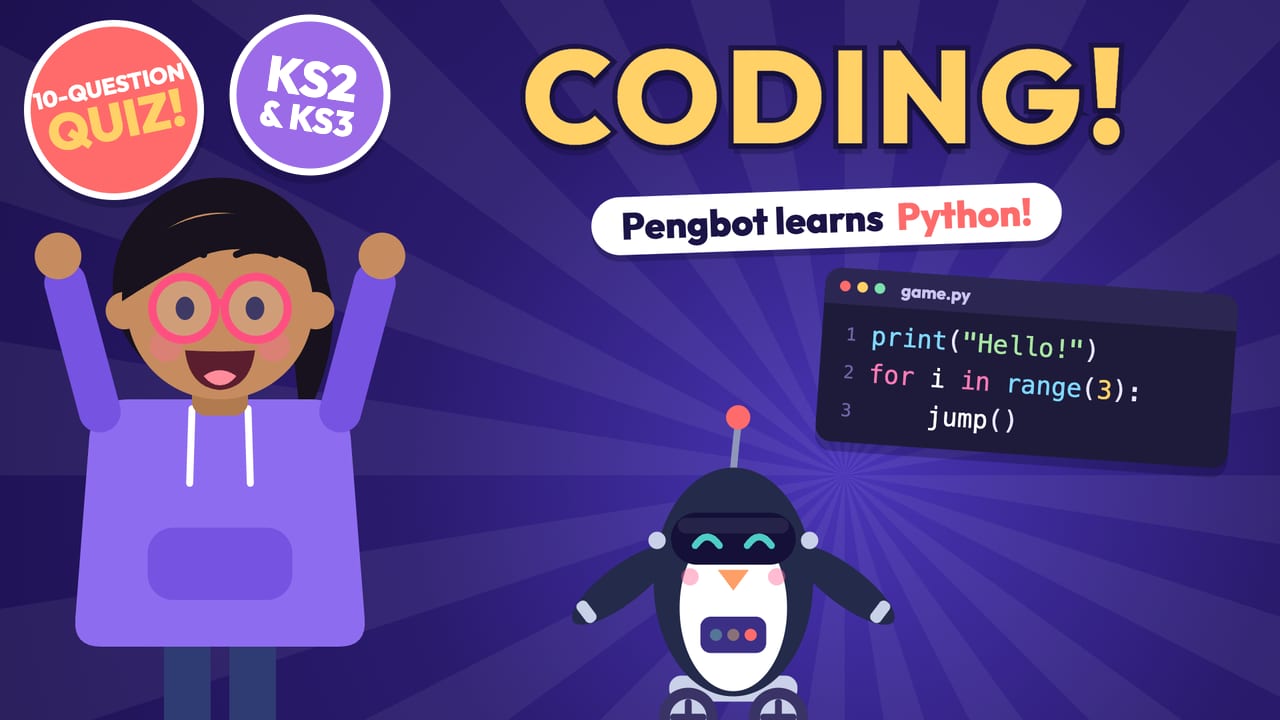 10-QUESTION
QUIZ!
KS2
& KS3
CODING!
Pengbot learns Python!
game.py
1 print("Hello!")
2 for i in range(3):
3     jump()